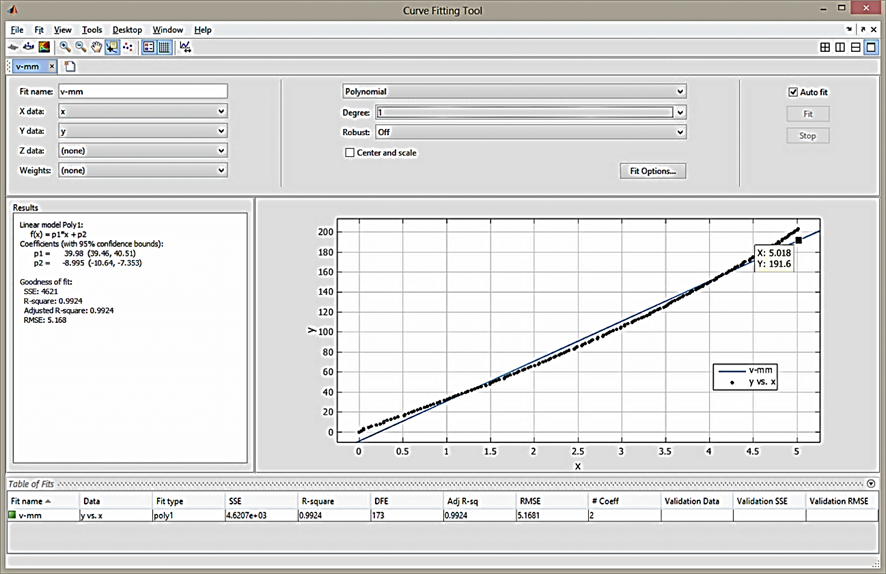 Curve Fitting Tool
File Fit View Tools Desktop Window Help
v-mm
Fit name: v-mm
X data: x
Y data: y
Z data: (none)
Weights: (none)
Polynomial
Degree: 1
Robust: Off
Center and scale
Fit Options...
Auto fit
Fit
Stop
Results
Linear model Poly1:
f(x) = p1*x + p2
Coefficients (with 95% confidence bounds):
p1 = 39.98 (39.46, 40.51)
p2 = -8.995 (-10.64, -7.353)
Goodness of fit:
SSE: 4621
R-square: 0.9924
Adjusted R-square: 0.9924
RMSE: 5.168
200
180
160
140
120
100
80
60
40
20
0
y
X: 5.018
Y: 191.6
v-mm
y vs. x
0 0.5 1 1.5 2 2.5 3 3.5 4 4.5 5
x
Table of Fits
Fit name Data Fit type SSE R-square DFE Adj R-sq RMSE # Coeff Validation Data Validation SSE Validation RMSE
v-mm y vs. x poly1 4.6207e+03 0.9924 173 0.9924 5.1681 2